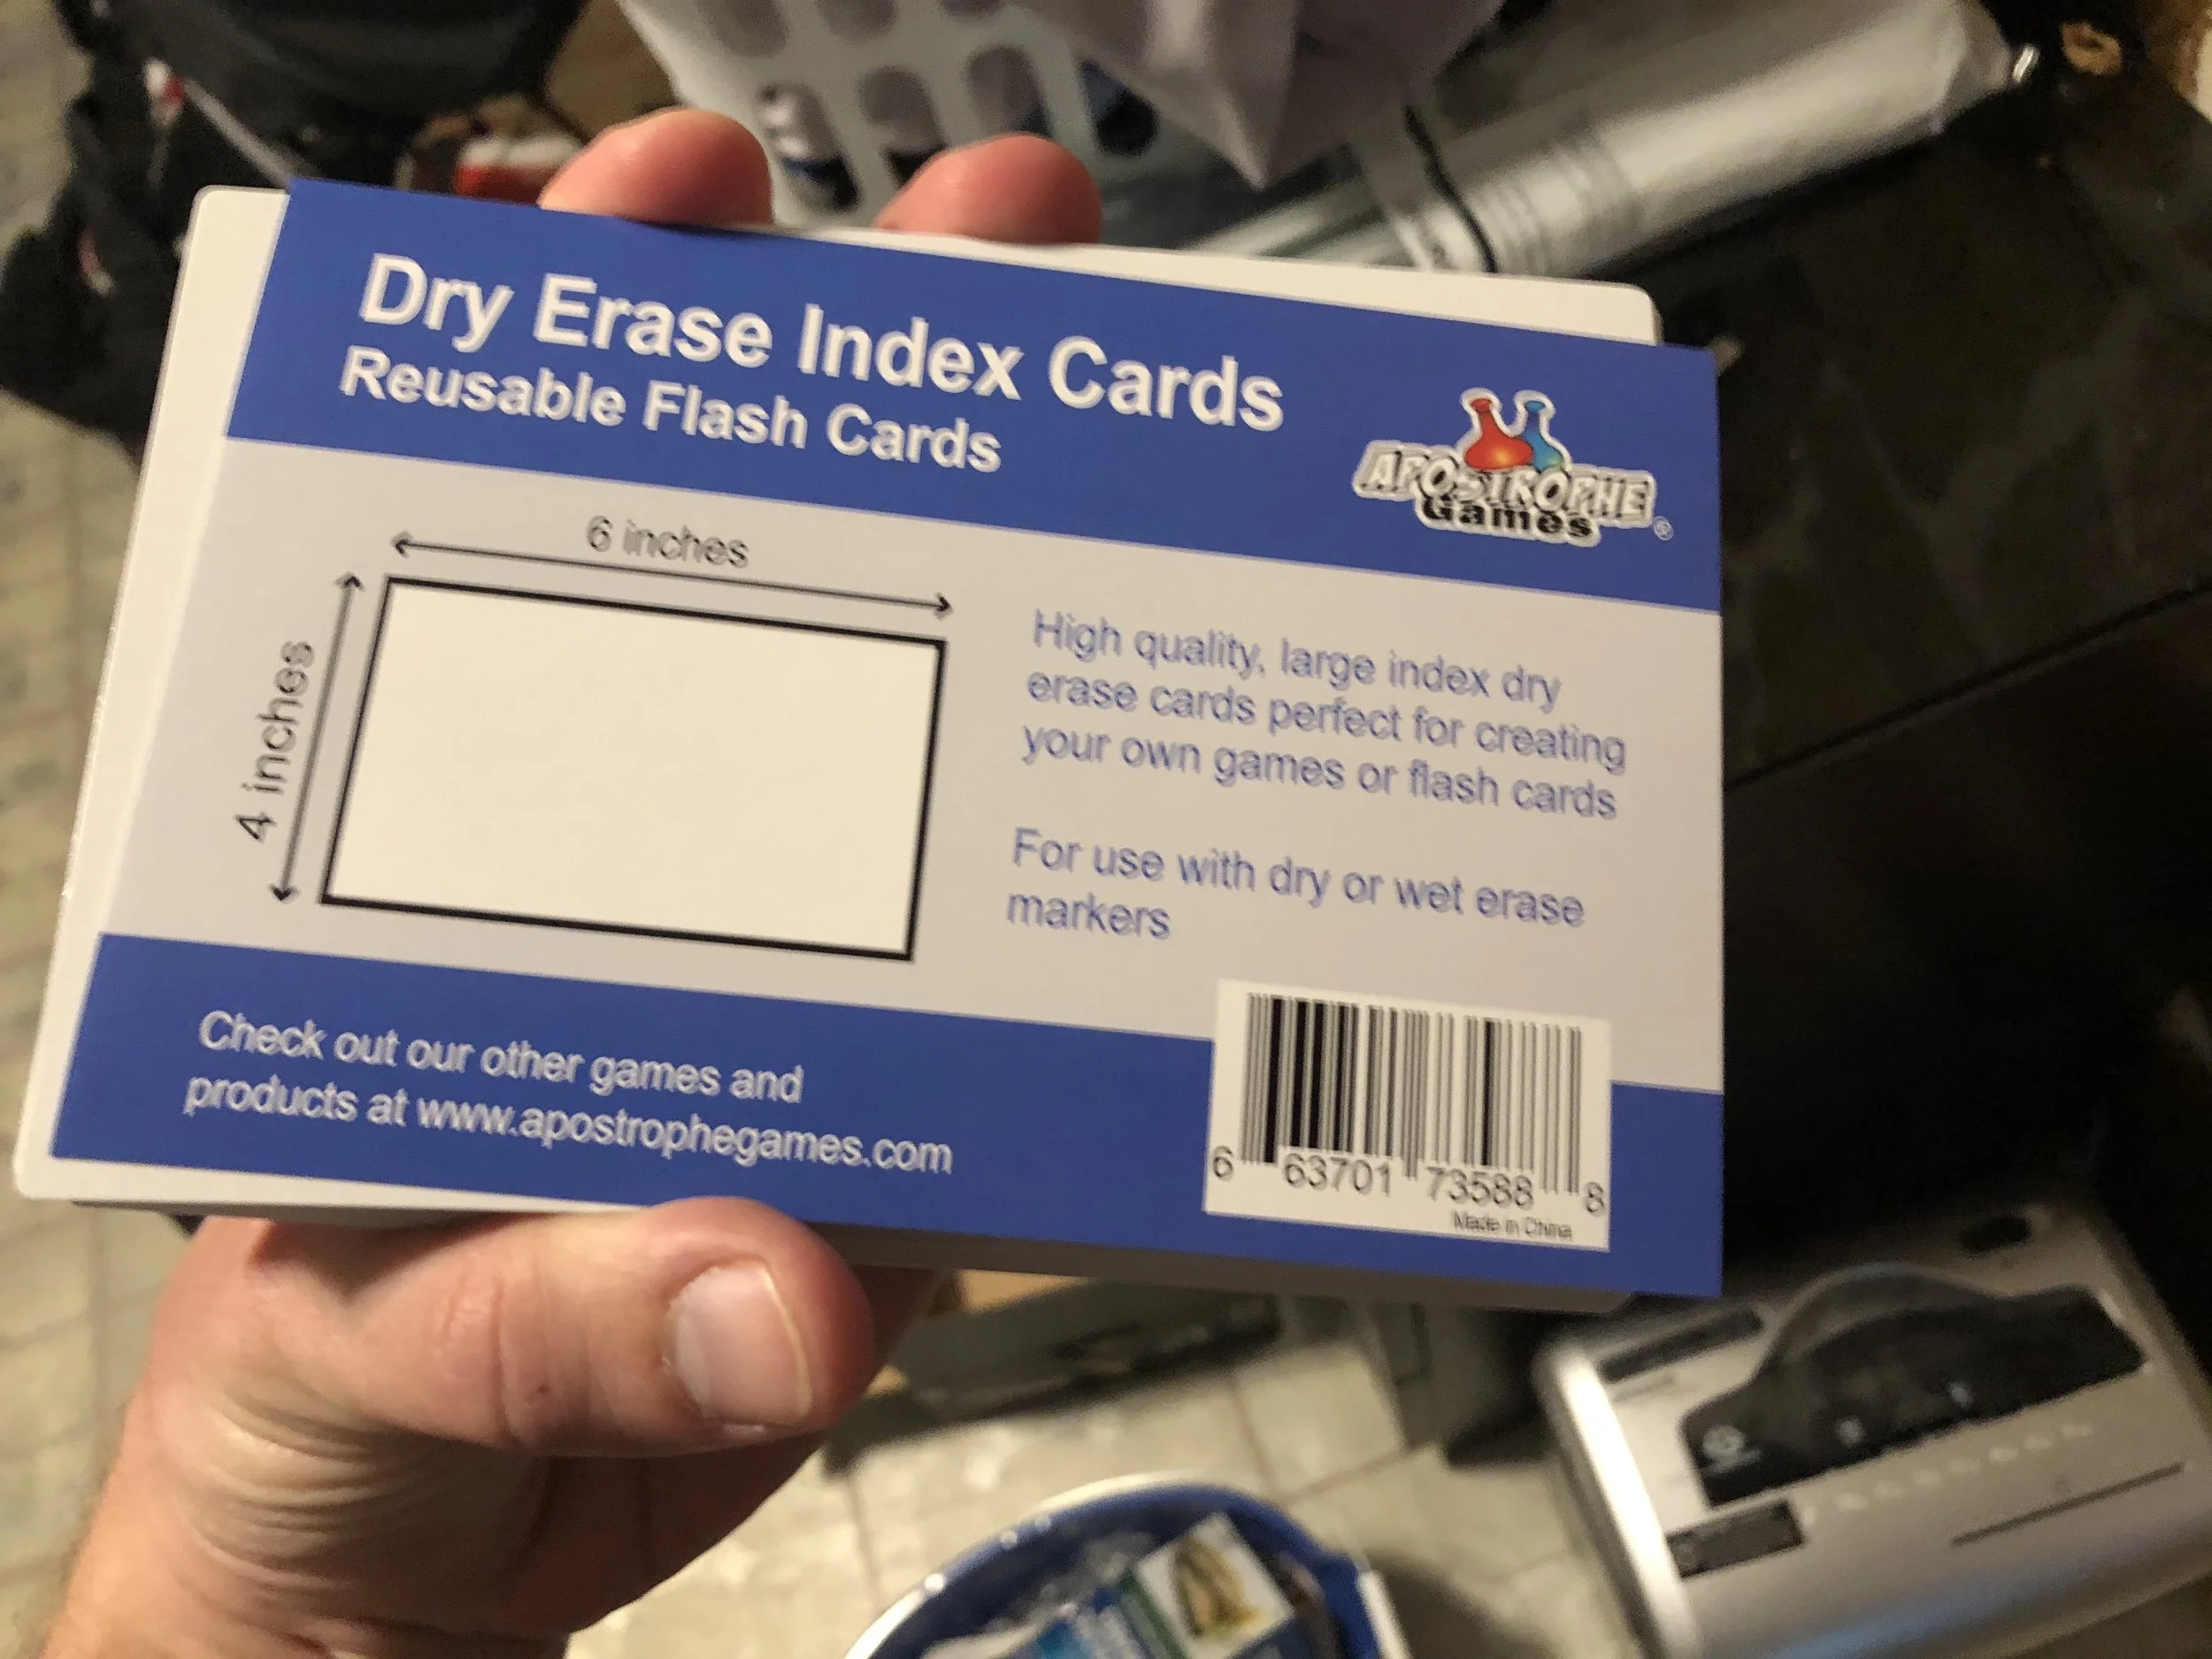 Dry Erase Index Cards
Reusable Flash Cards
APOSTROPHE
Games®
6 inches
4 inches
High quality, large index dry
erase cards perfect for creating
your own games or flash cards
For use with dry or wet erase
markers
Check out our other games and
products at www.apostrophegames.com
6 63701 73588 8
Made in China